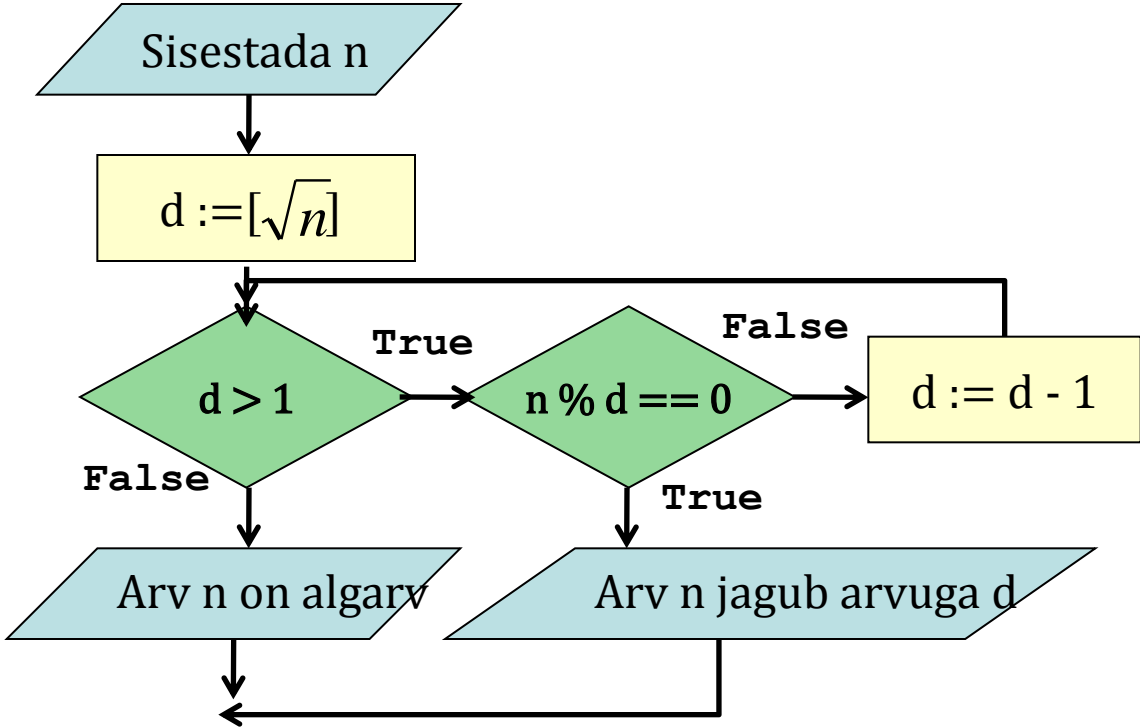 Sisestada n
d :=[√n]
d > 1
True
n % d == 0
False
d := d - 1
False
True
Arv n on algarv
Arv n jagub arvuga d